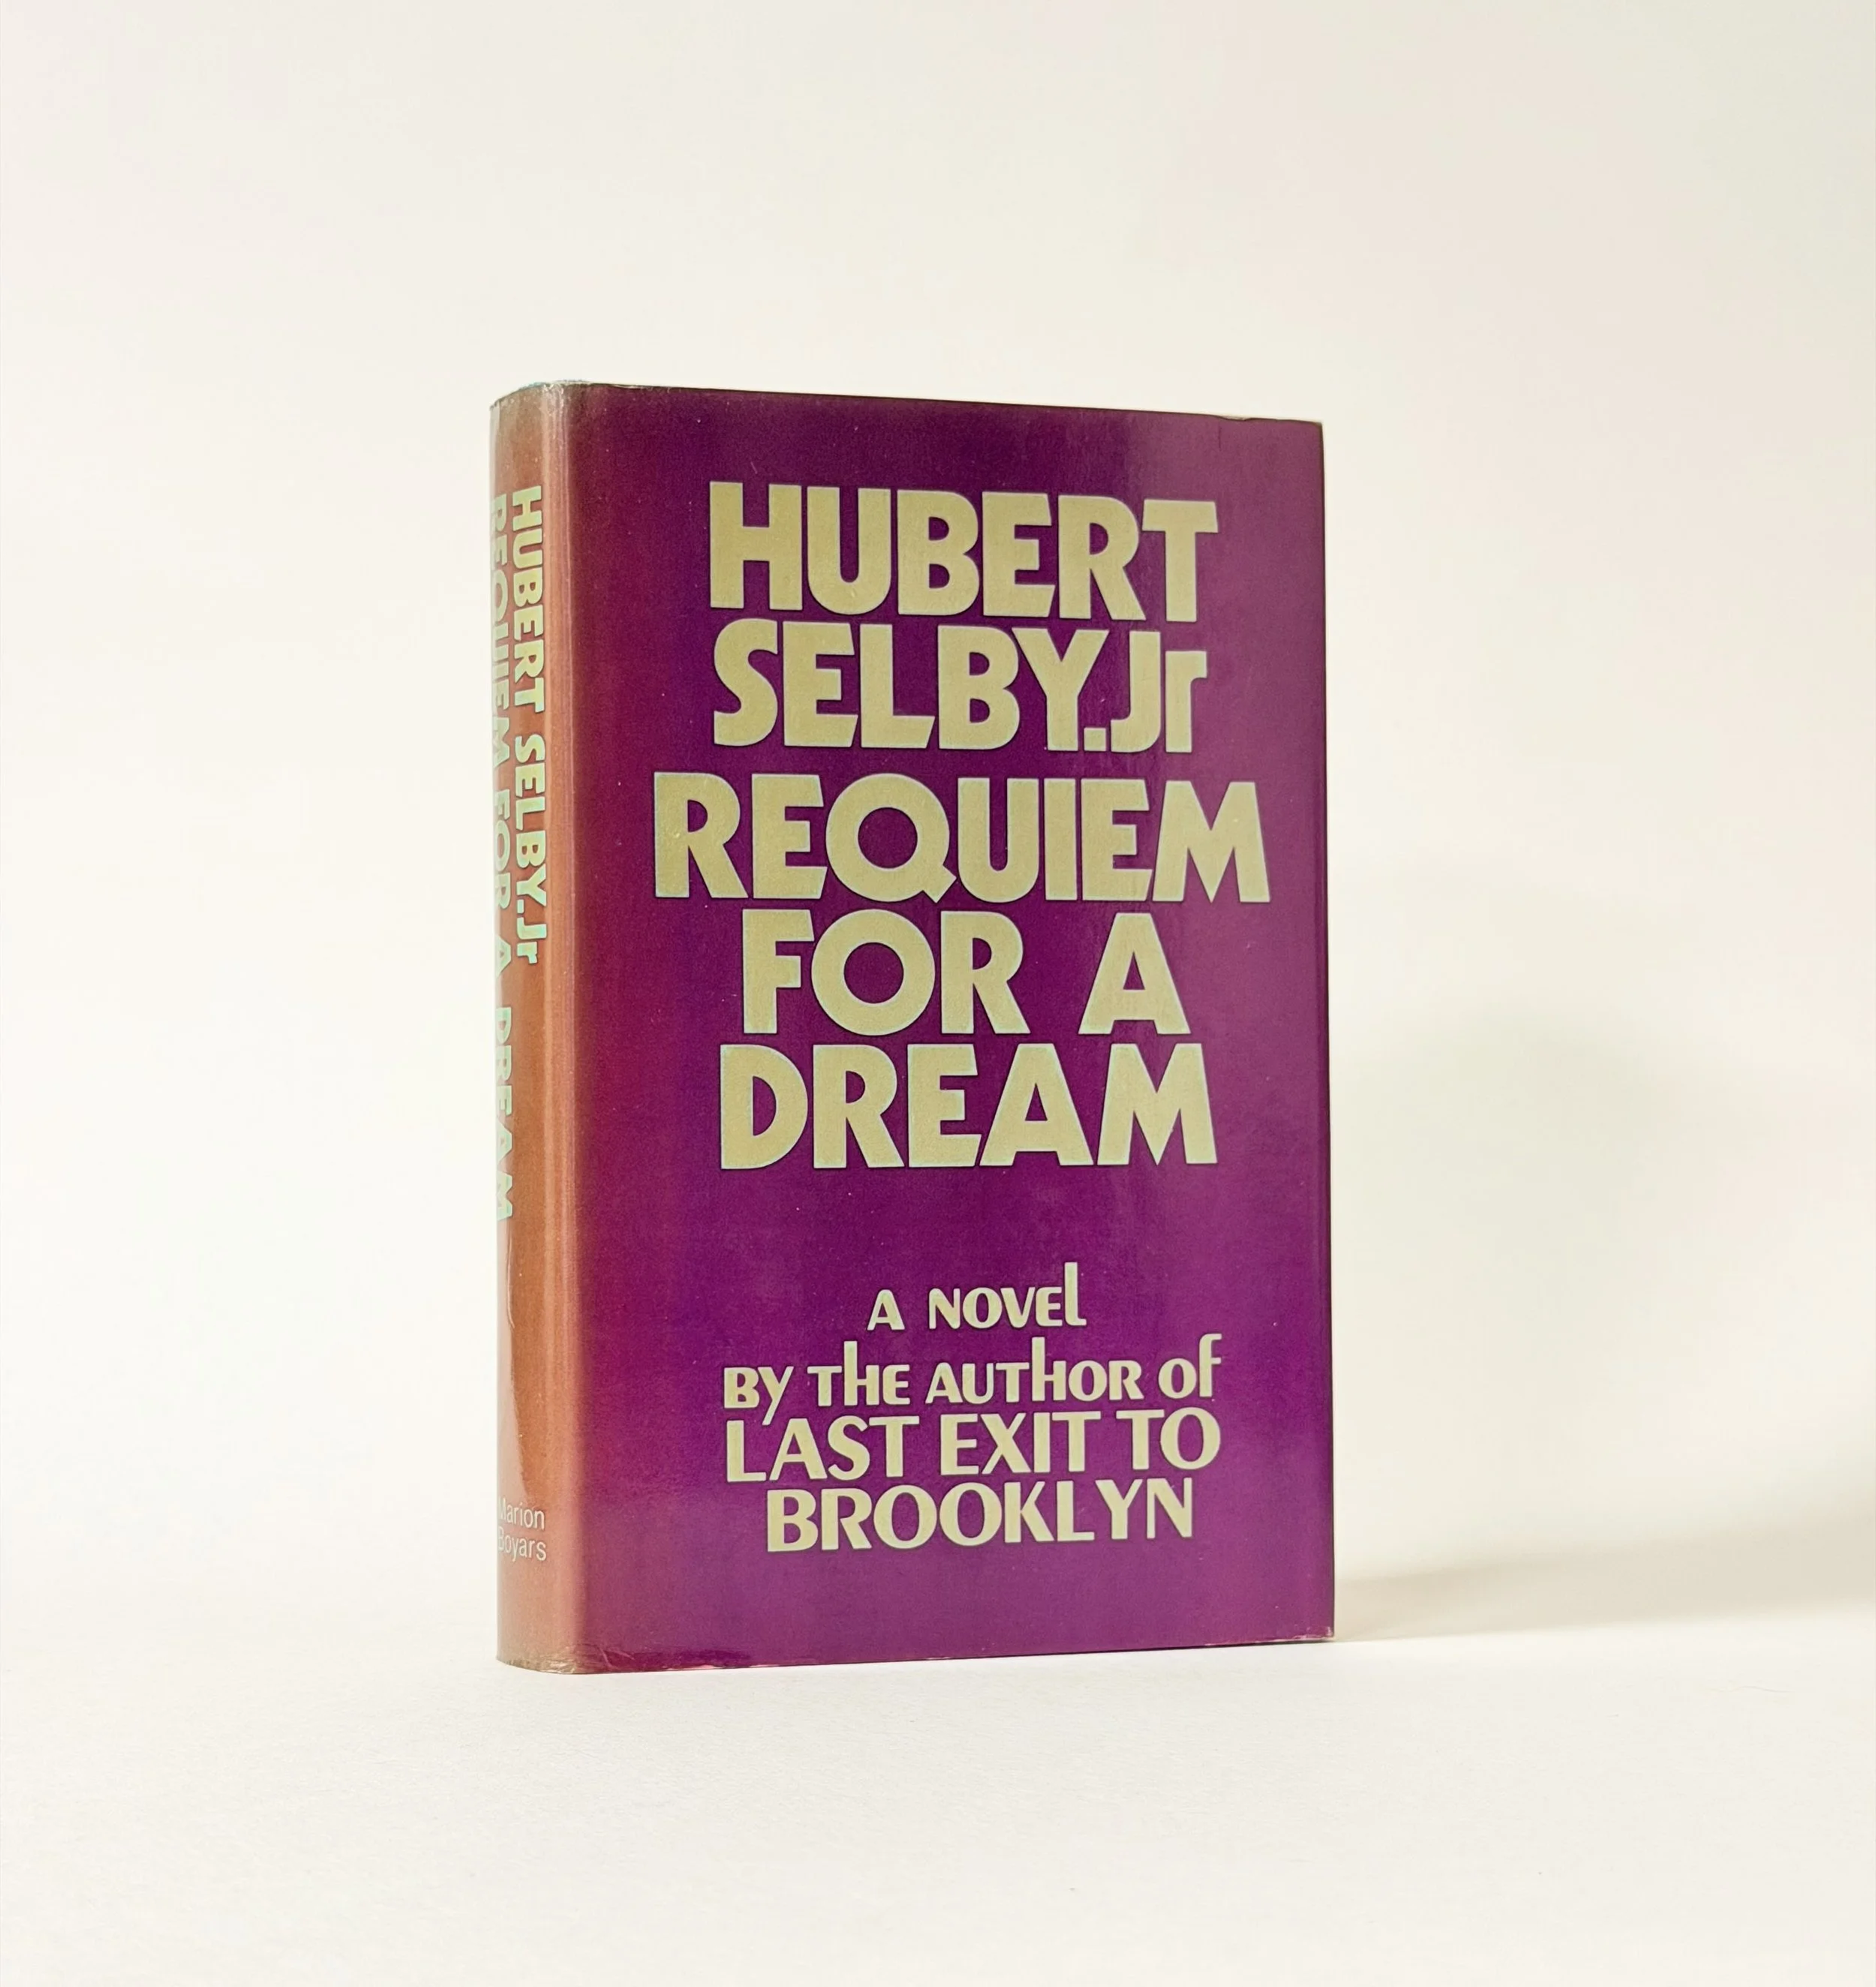 HUBERT SELBY.Jr
REQUIEM FOR A DREAM
Marion
Boyars
HUBERT
SELBY.Jr
REQUIEM
FOR A
DREAM
A NOVEl
By THE AUTHOR of
LAST EXIT TO
BROOKLYN